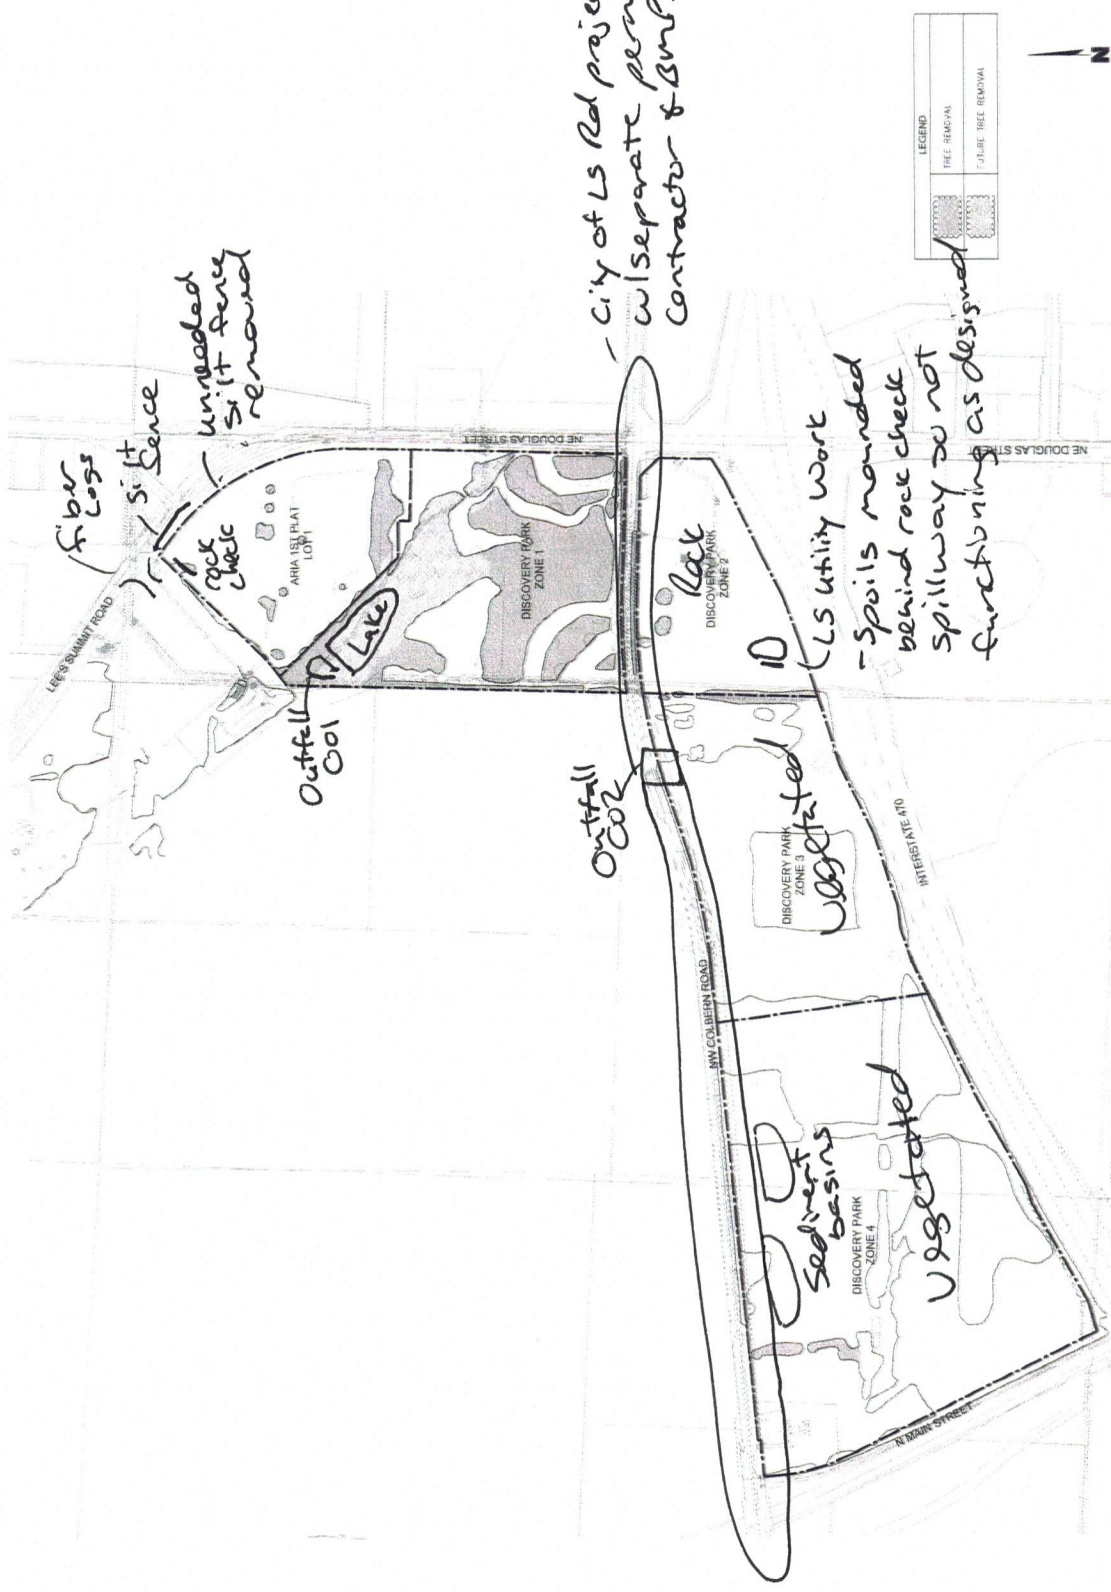 fiber
Logs
silt
fence
unneeded
silt fence
removed
rock
check
LEE'S SUMMIT ROAD
ARIA 1ST PLAT
LOT 1
NE DOUGLAS STREET
Lake
Outfall
001
DISCOVERY PARK
ZONE 1
- City of LS Rd
w/separate
Contractor & BMP
Outfall
002
Rock
DISCOVERY PARK
ZONE 2
NE DOUGLAS STREET
LS utility work
- Spoils mounded
behind rock check
spillway so not
functioning as designed
DISCOVERY PARK
ZONE 3
Vegetated
INTERSTATE 470
NW COLBERN ROAD
Sediment
basins
DISCOVERY PARK
ZONE 4
Vegetated
N MAIN STREET
LEGEND
TREE REMOVAL
FUTURE TREE REMOVAL
N